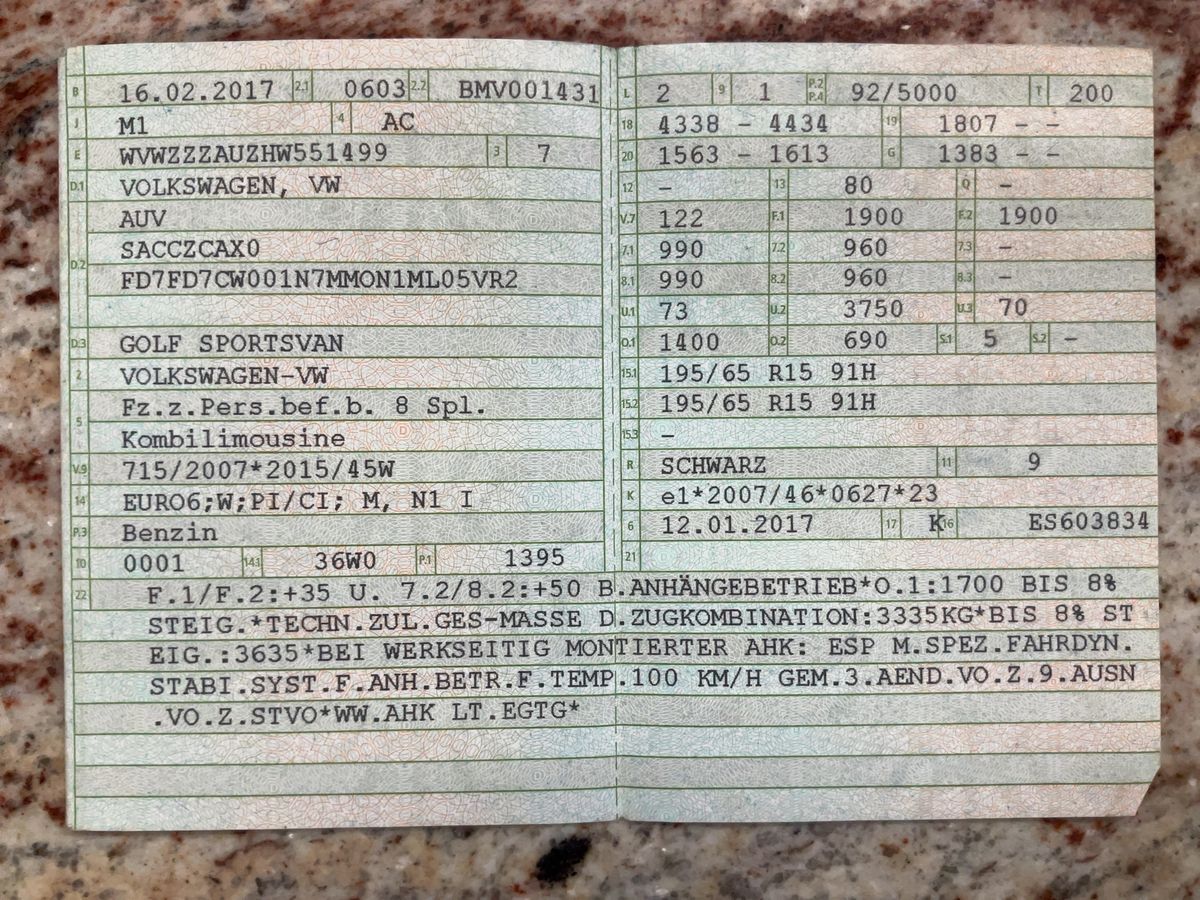 B 16.02.2017 2.1 0603 2.2 BMV001431
J M1 4 AC
E WVWZZZAUZHW551499 3 7
D.1 VOLKSWAGEN, VW
AUV
D.2 SACCZCAX0
FD7FD7CW001N7MMON1ML05VR2
D.3 GOLF SPORTSVAN
2 VOLKSWAGEN-VW
5 Fz.z.Pers.bef.b. 8 Spl.
Kombilimousine
V.9 715/2007*2015/45W
14 EURO6;W;PI/CI; M, N1 I
P.3 Benzin
10 0001 14.1 36W0 P.1 1395
L 2 9 1 P.2 P.4 92/5000 T 200
18 4338 - 4434 19 1807 - -
20 1563 - 1613 G 1383 - -
12 - 13 80 Q -
V.7 122 F.1 1900 F.2 1900
7.1 990 7.2 960 7.3 -
8.1 990 8.2 960 8.3 -
U.1 73 U.2 3750 U.3 70
O.1 1400 O.2 690 S.1 5 S.2 -
15.1 195/65 R15 91H
15.2 195/65 R15 91H
15.3 -
R SCHWARZ 11 9
K e1*2007/46*0627*23
6 12.01.2017 17 K 16 ES603834
21
22 F.1/F.2:+35 U. 7.2/8.2:+50 B.ANHÄNGEBETRIEB*O.1:1700 BIS 8%
STEIG.*TECHN.ZUL.GES-MASSE D.ZUGKOMBINATION:3335KG*BIS 8% ST
EIG.:3635*BEI WERKSEITIG MONTIERTER AHK: ESP M.SPEZ.FAHRDYN.
STABI.SYST.F.ANH.BETR.F.TEMP.100 KM/H GEM.3.AEND.VO.Z.9.AUSN
.VO.Z.STVO*WW.AHK LT.EGTG*